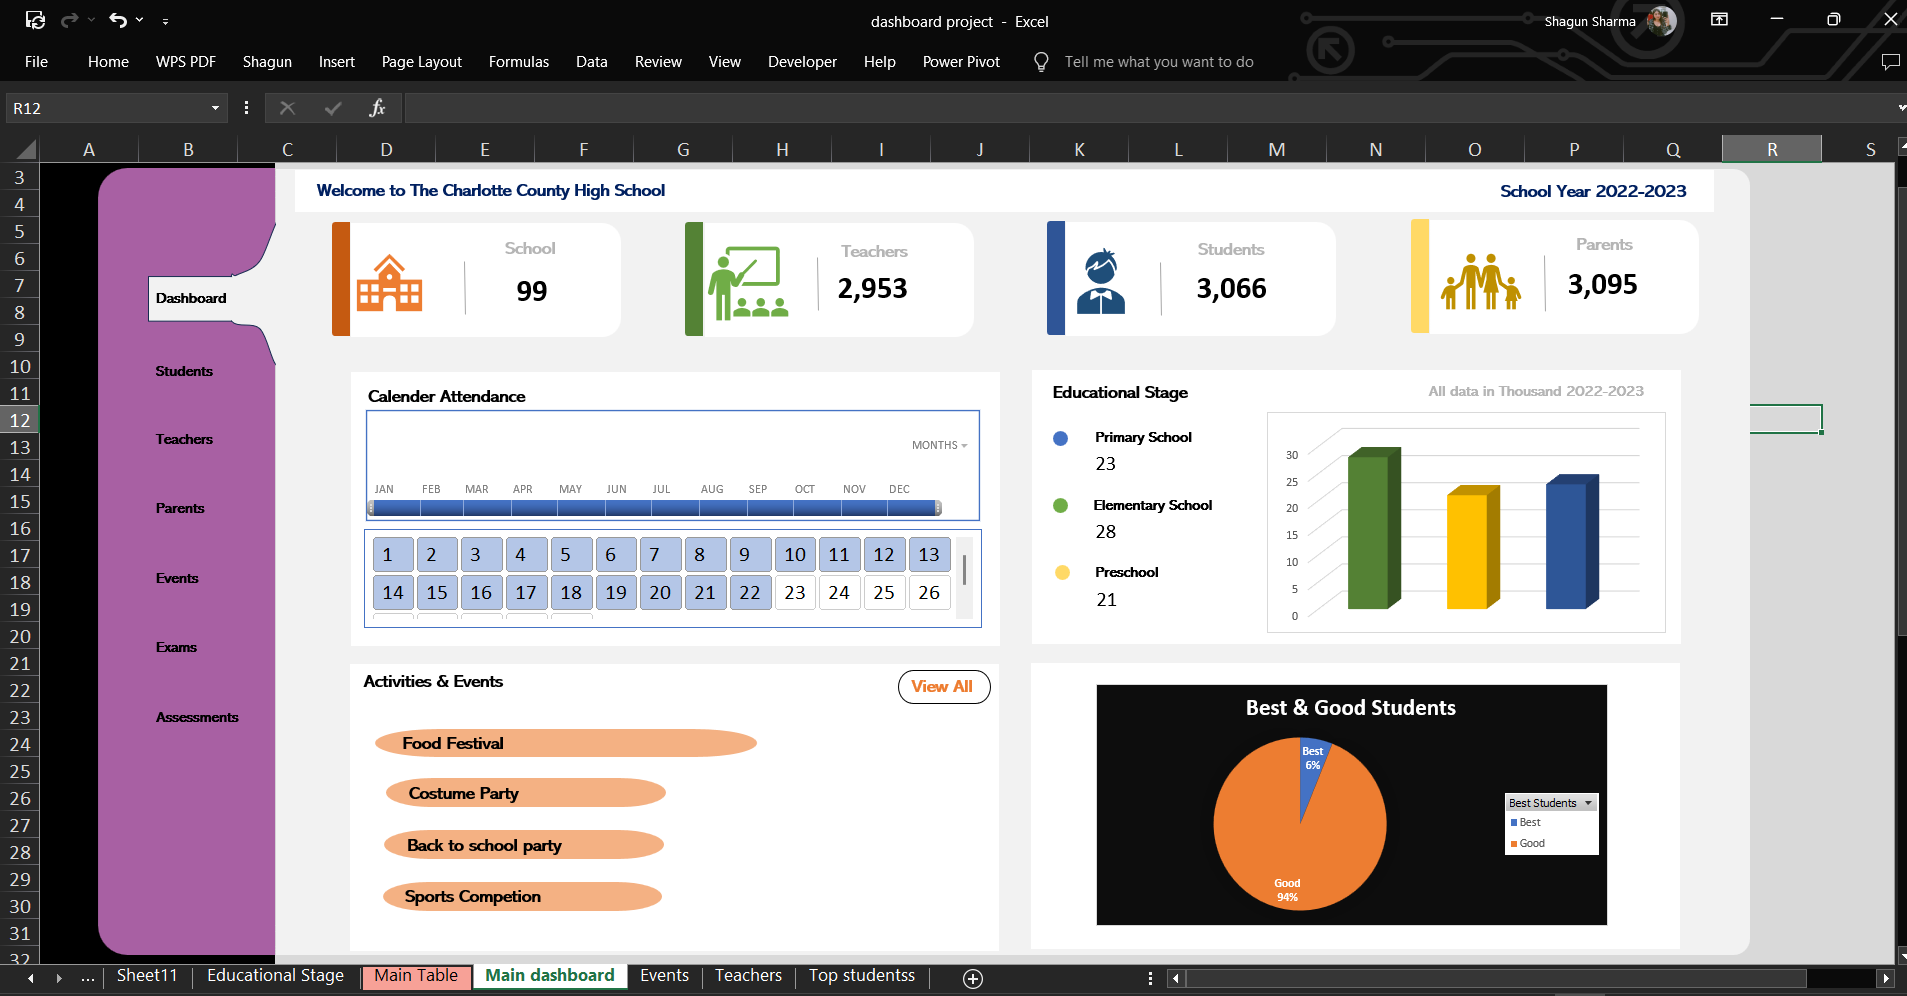 dashboard project - Excel
Shagun Sharma
File Home WPS PDF Shagun Insert Page Layout Formulas Data Review View Developer Help Power Pivot Tell me what you want to do
R12 fx
A B C D E F G H I J K L M N O P Q R S
3
4
5
6
7
8
9
10
11
12
13
14
15
16
17
18
19
20
21
22
23
24
25
26
27
28
29
30
31
32
Welcome to The Charlotte County High School
School Year 2022-2023
Dashboard
Students
Teachers
Parents
Events
Exams
Assessments
School
99
Teachers
2,953
Students
3,066
Parents
3,095
Calender Attendance
MONTHS
JAN FEB MAR APR MAY JUN JUL AUG SEP OCT NOV DEC
1 2 3 4 5 6 7 8 9 10 11 12 13
14 15 16 17 18 19 20 21 22 23 24 25 26
Educational Stage
All data in Thousand 2022-2023
Primary School
23
Elementary School
28
Preschool
21
30
25
20
15
10
5
0
Activities & Events
View All
Food Festival
Costume Party
Back to school party
Sports Competion
Best & Good Students
Best
6%
Good
94%
Best Students
Best
Good
... Sheet11 Educational Stage Main Table Main dashboard Events Teachers Top studentss